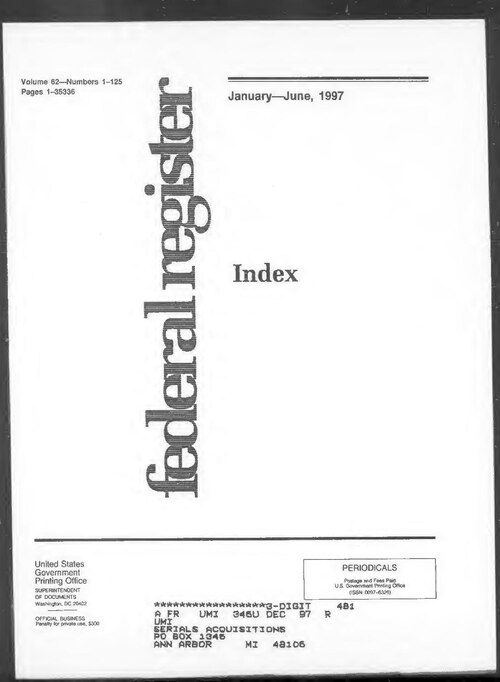 Volume 62—Numbers 1–125
Pages 1–35336
January—June, 1997
federal register
Index
United States
Government
Printing Office
SUPERINTENDENT
OF DOCUMENTS
Washington, DC 20402
OFFICIAL BUSINESS
Penalty for private use, $300
PERIODICALS
Postage and Fees Paid
U.S. Government Printing Office
(ISSN 0097-6326)
*******************3-DIGIT 481
A FR UMI 346U DEC 97 R
UMI
SERIALS ACQUISITIONS
PO BOX 1346
ANN ARBOR MI 48106